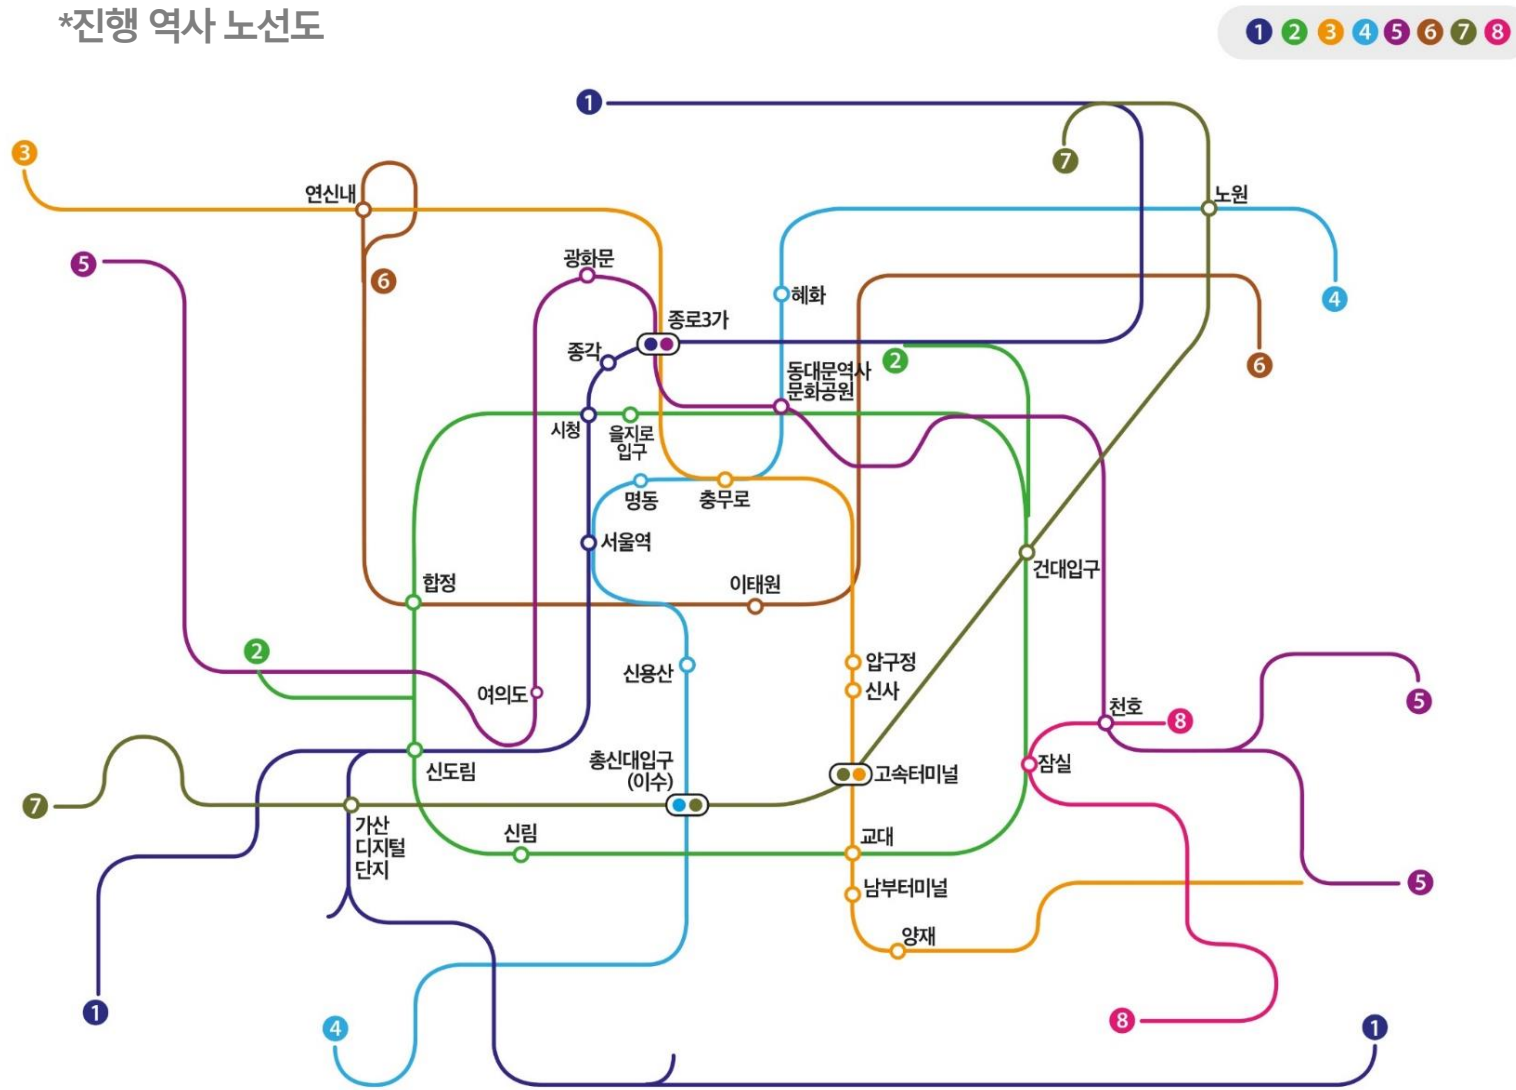 *진행 역사 노선도
1 2 3 4 5 6 7 8
1
7
3
연신내
노원
5
광화문
6
혜화
4
종로3가
종각
2
6
동대문역사
문화공원
시청
을지로
입구
명동
충무로
서울역
건대입구
합정
이태원
2
신용산
압구정
여의도
신사
천호
8
5
신도림
총신대입구
(이수)
고속터미널
잠실
7
가산
디지털
단지
신림
교대
남부터미널
5
양재
1
4
8
1